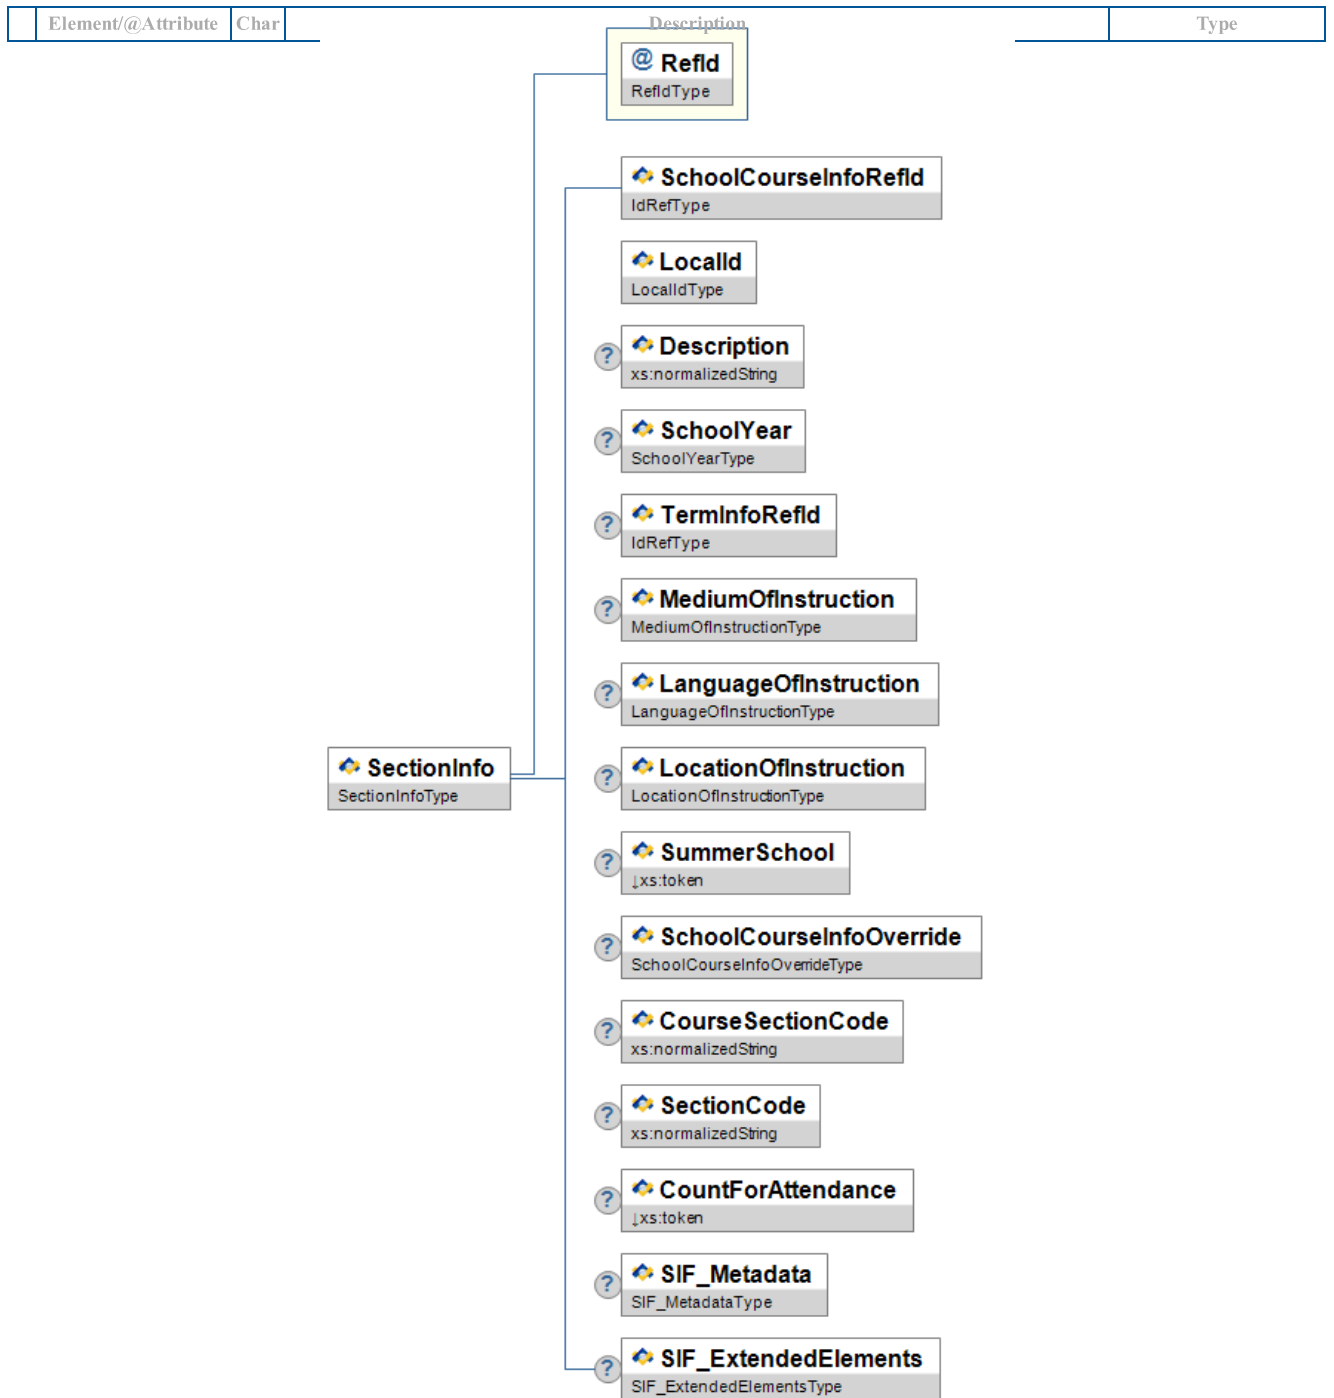 Element/@Attribute Char Description Type
@ RefId
RefIdType
SchoolCourseInfoRefId
IdRefType
LocalId
LocalIdType
? Description
xs:normalizedString
? SchoolYear
SchoolYearType
? TermInfoRefId
IdRefType
? MediumOfInstruction
MediumOfInstructionType
? LanguageOfInstruction
LanguageOfInstructionType
SectionInfo
SectionInfoType
? LocationOfInstruction
LocationOfInstructionType
? SummerSchool
↓xs:token
? SchoolCourseInfoOverride
SchoolCourseInfoOverrideType
? CourseSectionCode
xs:normalizedString
? SectionCode
xs:normalizedString
? CountForAttendance
↓xs:token
? SIF_Metadata
SIF_MetadataType
? SIF_ExtendedElements
SIF_ExtendedElementsType